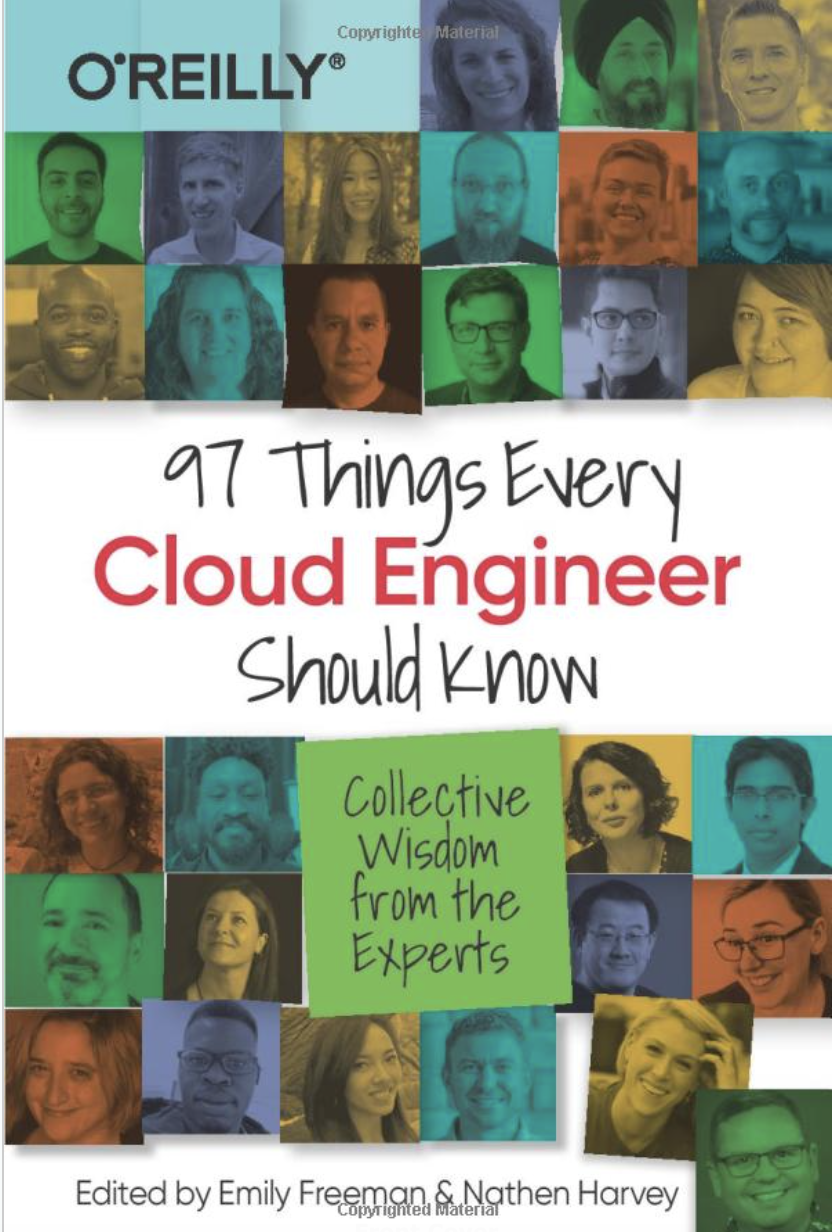 Copyrighted Material
O'REILLY®
97 Things Every
Cloud Engineer
Should Know
Collective
Wisdom
from the
Experts
Edited by Emily Freeman & Nathen Harvey
Copyrighted Material